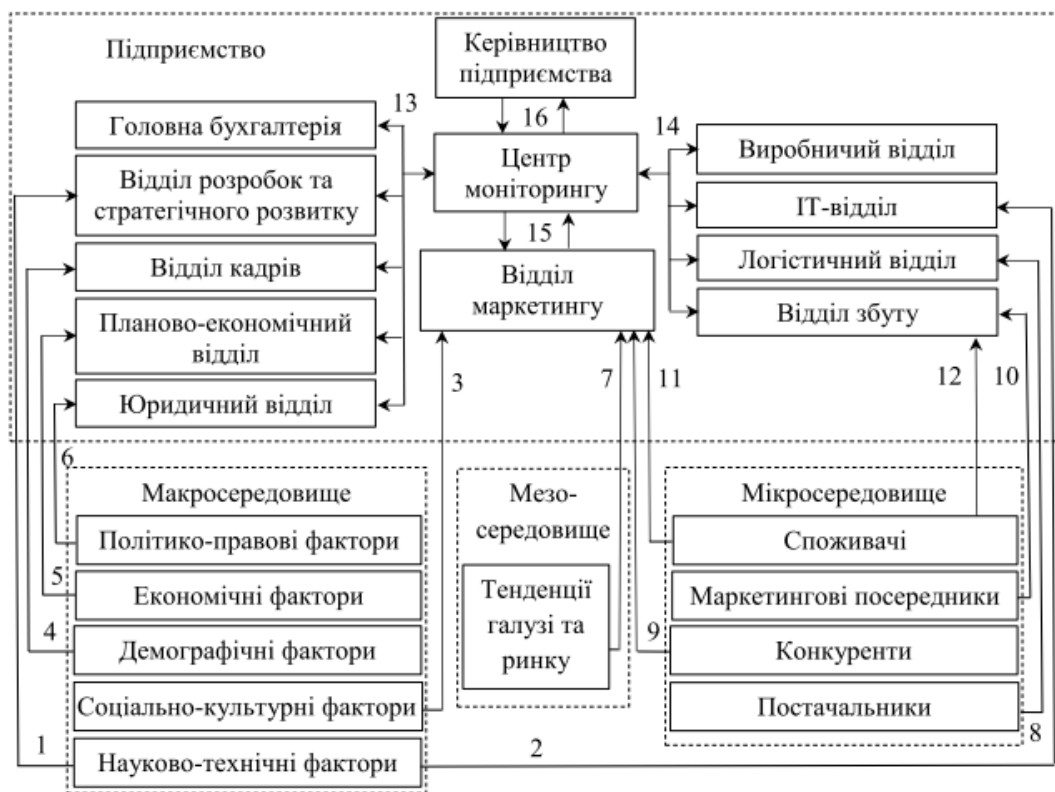 Підприємство
Керівництво
підприємства
13
16
14
Головна бухгалтерія
Центр
моніторингу
Виробничий відділ
Відділ розробок та
стратегічного розвитку
ІТ-відділ
15
Відділ кадрів
Відділ
маркетингу
Логістичний відділ
Планово-економічний
відділ
Відділ збуту
3
7
11
12
10
Юридичний відділ
6
Макросередовище
Мезо-
середовище
Мікросередовище
Політико-правові фактори
Споживачі
5
Економічні фактори
Тенденції
галузі та
ринку
Маркетингові посередники
4
Демографічні фактори
9
Конкуренти
Соціально-культурні фактори
Постачальники
8
1
Науково-технічні фактори
2